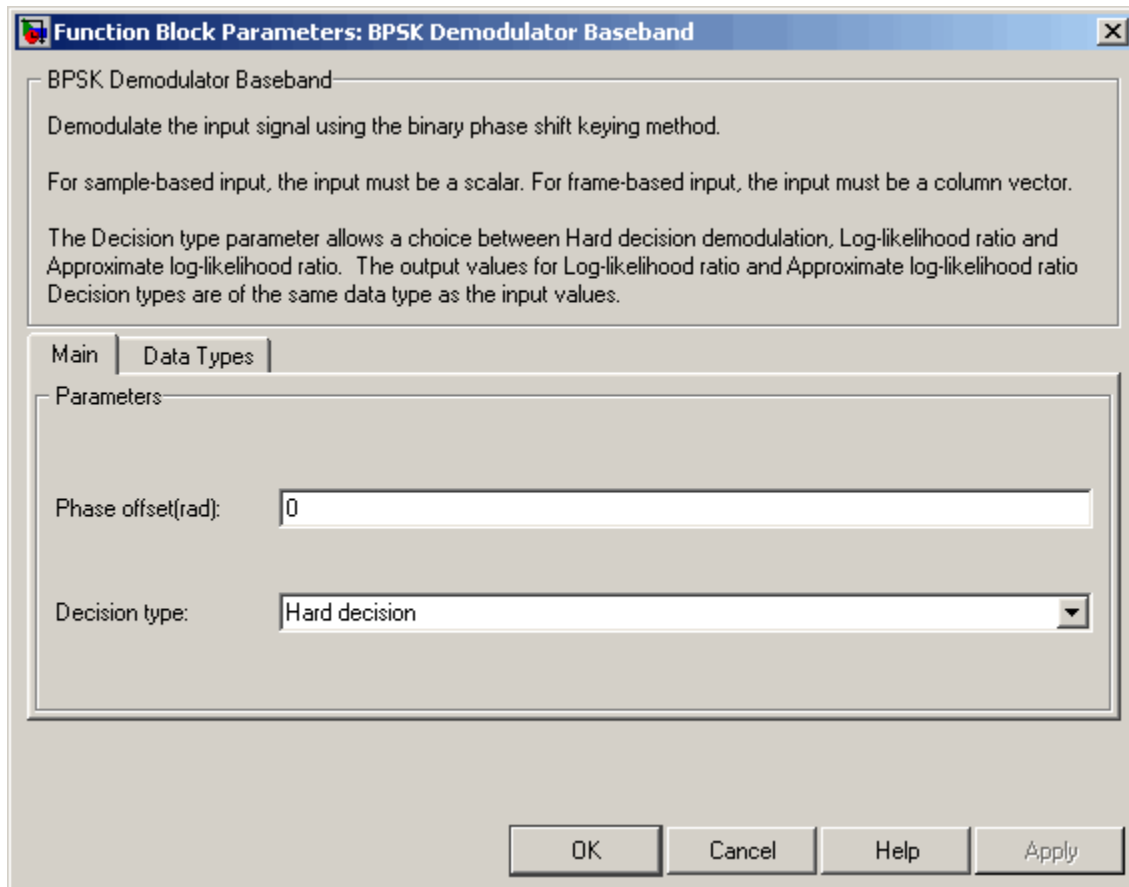 Function Block Parameters: BPSK Demodulator Baseband
BPSK Demodulator Baseband
Demodulate the input signal using the binary phase shift keying method.
For sample-based input, the input must be a scalar. For frame-based input, the input must be a column vector.
The Decision type parameter allows a choice between Hard decision demodulation, Log-likelihood ratio and
Approximate log-likelihood ratio.  The output values for Log-likelihood ratio and Approximate log-likelihood ratio
Decision types are of the same data type as the input values.
Main
Data Types
Parameters
Phase offset(rad):
0
Decision type:
Hard decision
OK
Cancel
Help
Apply